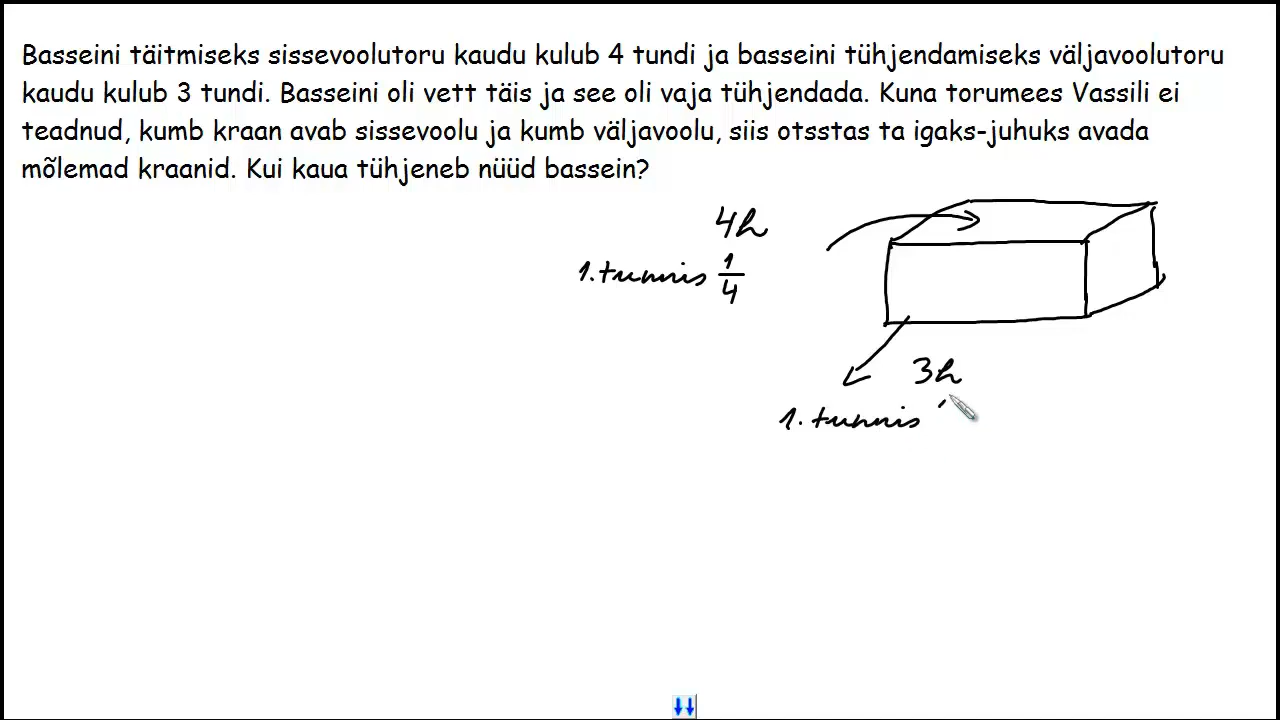 Basseini täitmiseks sissevoolutoru kaudu kulub 4 tundi ja basseini tühjendamiseks väljavoolutoru
kaudu kulub 3 tundi. Basseini oli vett täis ja see oli vaja tühjendada. Kuna torumees Vassili ei
teadnud, kumb kraan avab sissevoolu ja kumb väljavoolu, siis otsstas ta igaks-juhuks avada
mõlemad kraanid. Kui kaua tühjeneb nüüd bassein?
4h
1. tunnis 1/4
3h
1. tunnis